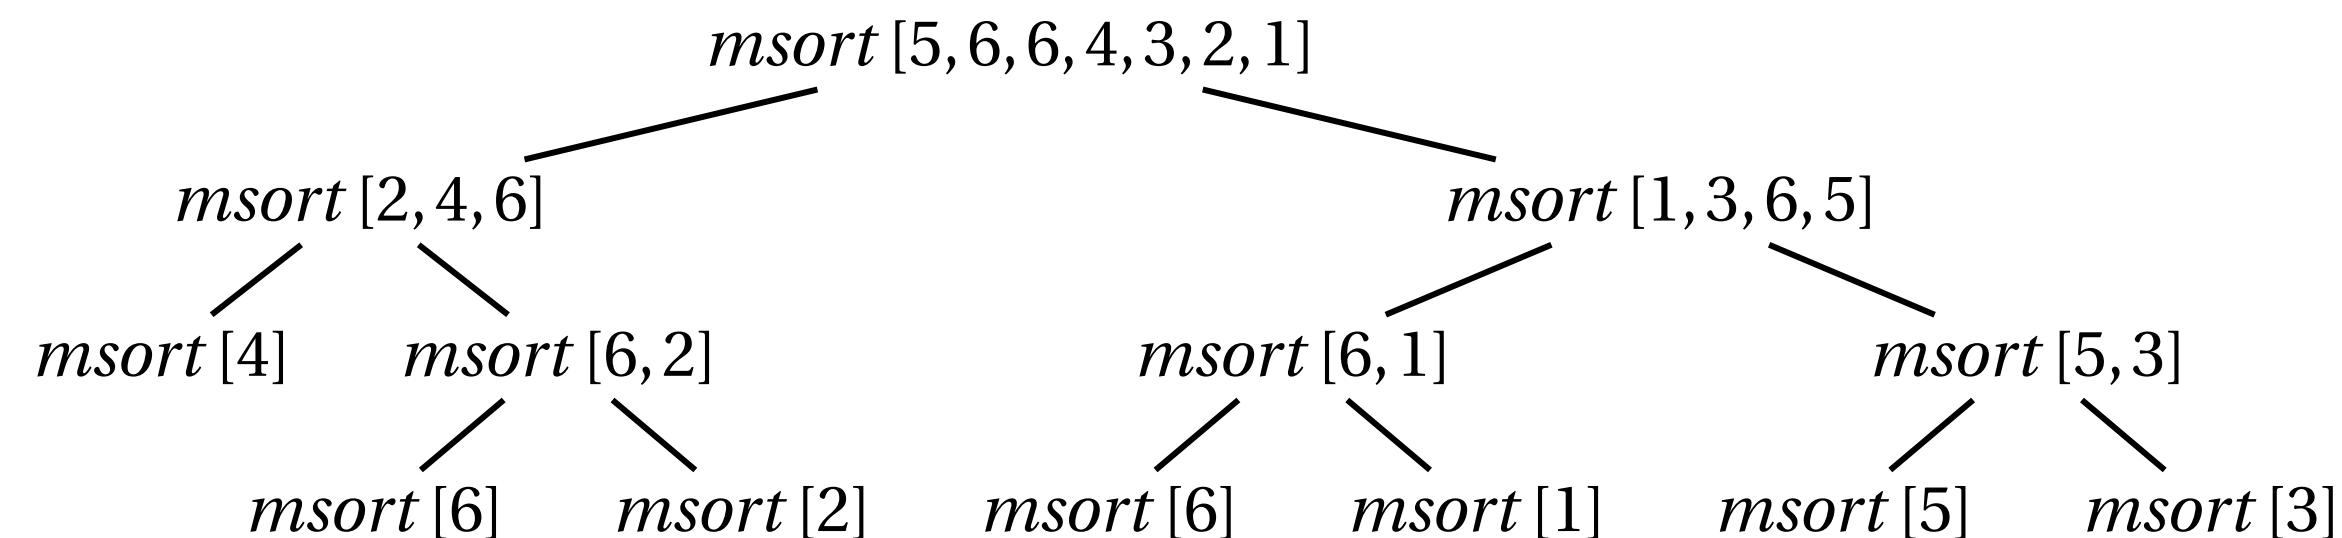 msort [5,6,6,4,3,2,1]
msort [2,4,6] msort [1,3,6,5]
msort [4] msort [6,2] msort [6,1] msort [5,3]
msort [6] msort [2] msort [6] msort [1] msort [5] msort [3]